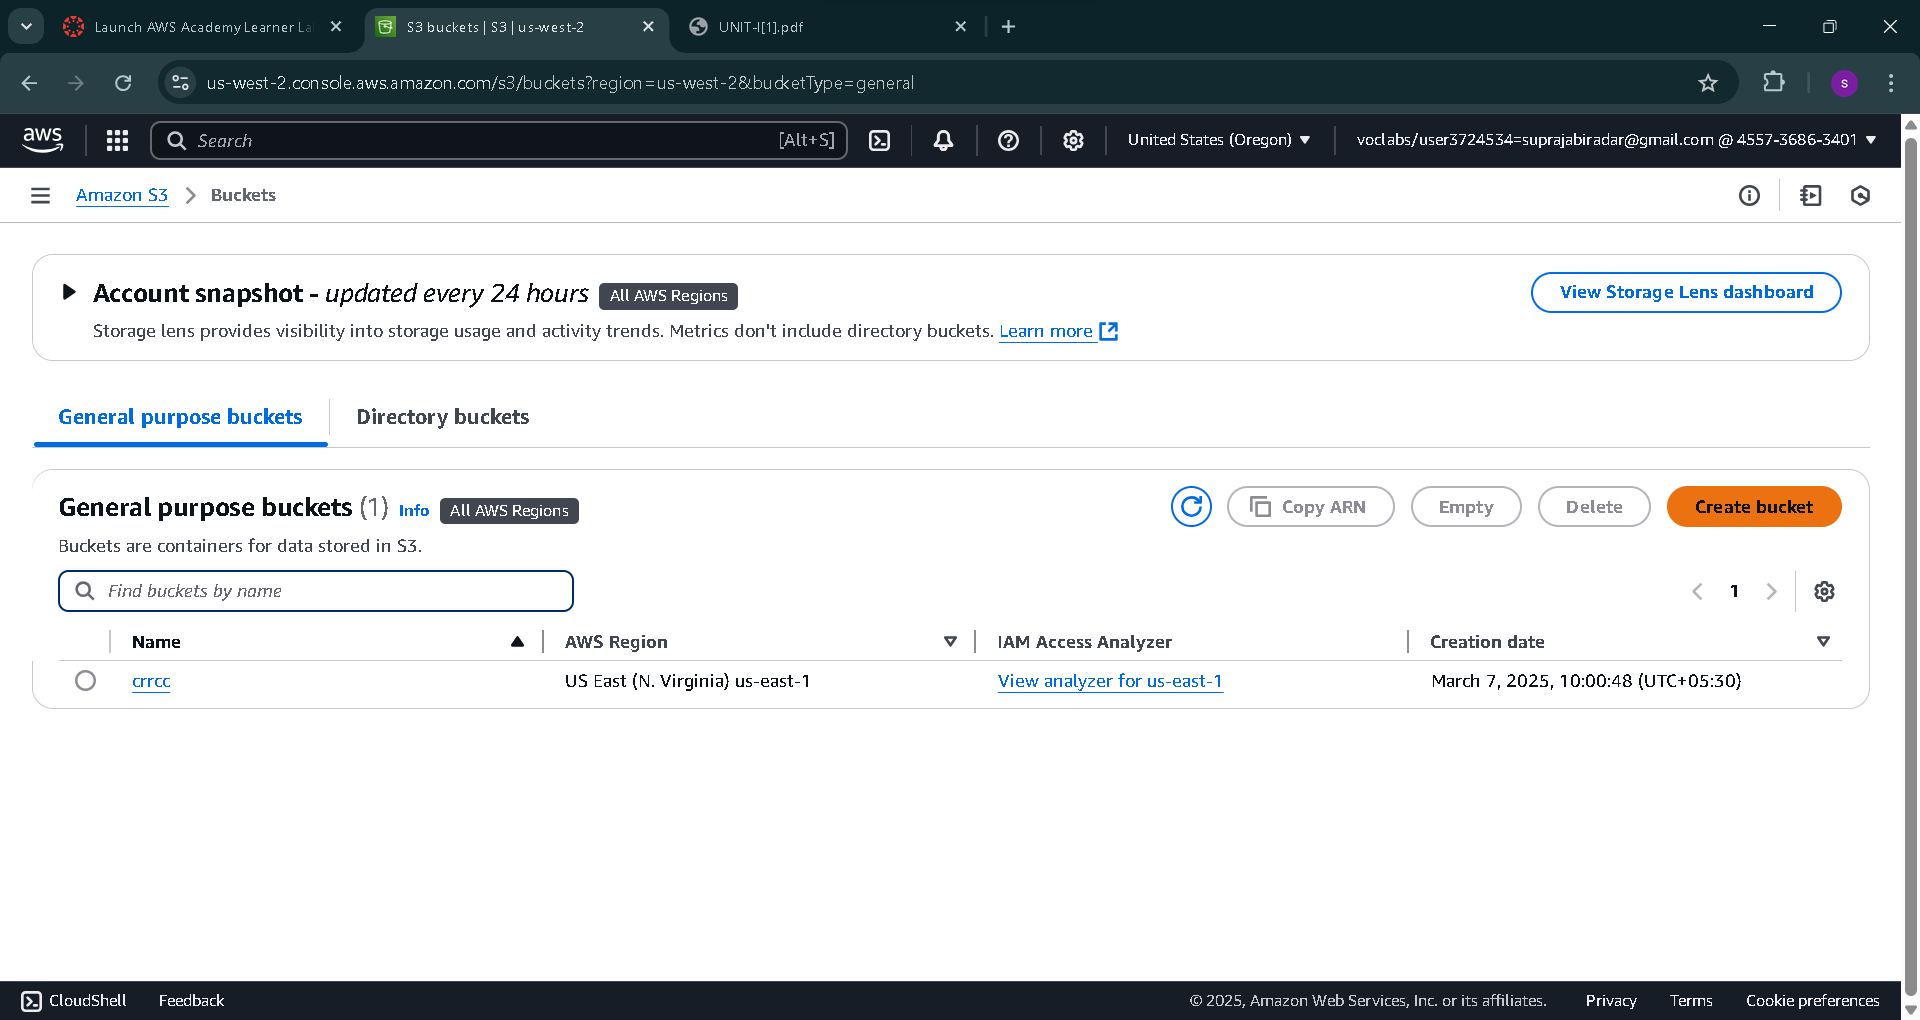 Launch AWS Academy Learner La
S3 buckets | S3 | us-west-2
UNIT-I[1].pdf
us-west-2.console.aws.amazon.com/s3/buckets?region=us-west-2&bucketType=general
s
aws
Search
[Alt+S]
United States (Oregon)
voclabs/user3724534=suprajabiradar@gmail.com @ 4557-3686-3401
Amazon S3
Buckets
Account snapshot - updated every 24 hours
All AWS Regions
View Storage Lens dashboard
Storage lens provides visibility into storage usage and activity trends. Metrics don't include directory buckets. Learn more
General purpose buckets
Directory buckets
General purpose buckets (1) Info
All AWS Regions
Copy ARN
Empty
Delete
Create bucket
Buckets are containers for data stored in S3.
Find buckets by name
1
Name
AWS Region
IAM Access Analyzer
Creation date
crrcc
US East (N. Virginia) us-east-1
View analyzer for us-east-1
March 7, 2025, 10:00:48 (UTC+05:30)
CloudShell
Feedback
© 2025, Amazon Web Services, Inc. or its affiliates.
Privacy
Terms
Cookie preferences